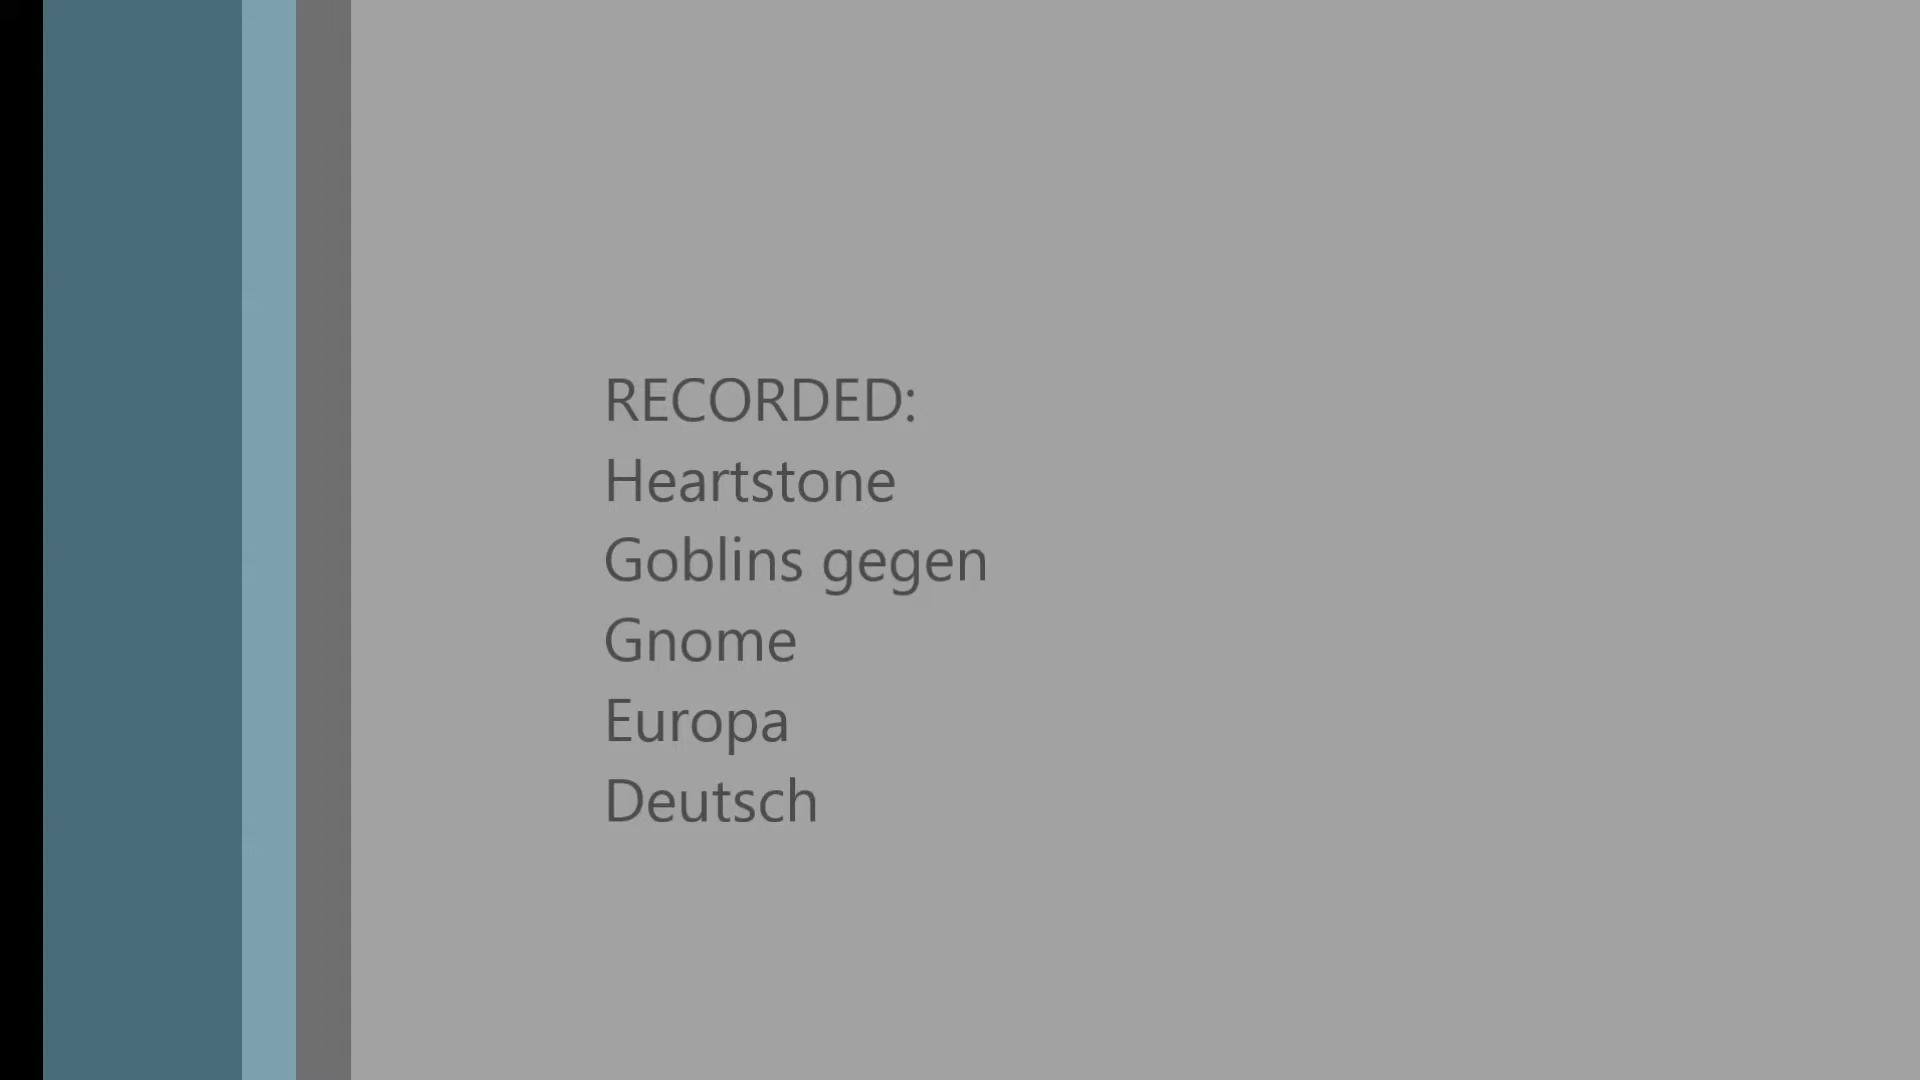 RECORDED:
Heartstone
Goblins gegen
Gnome
Europa
Deutsch